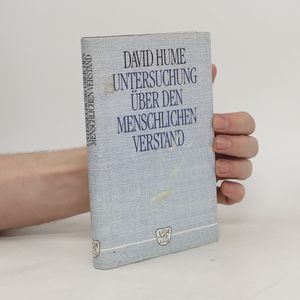 DAVID HUME
UNTERSUCHUNG
ÜBER DEN
MENSCHLICHEN
VERSTAND